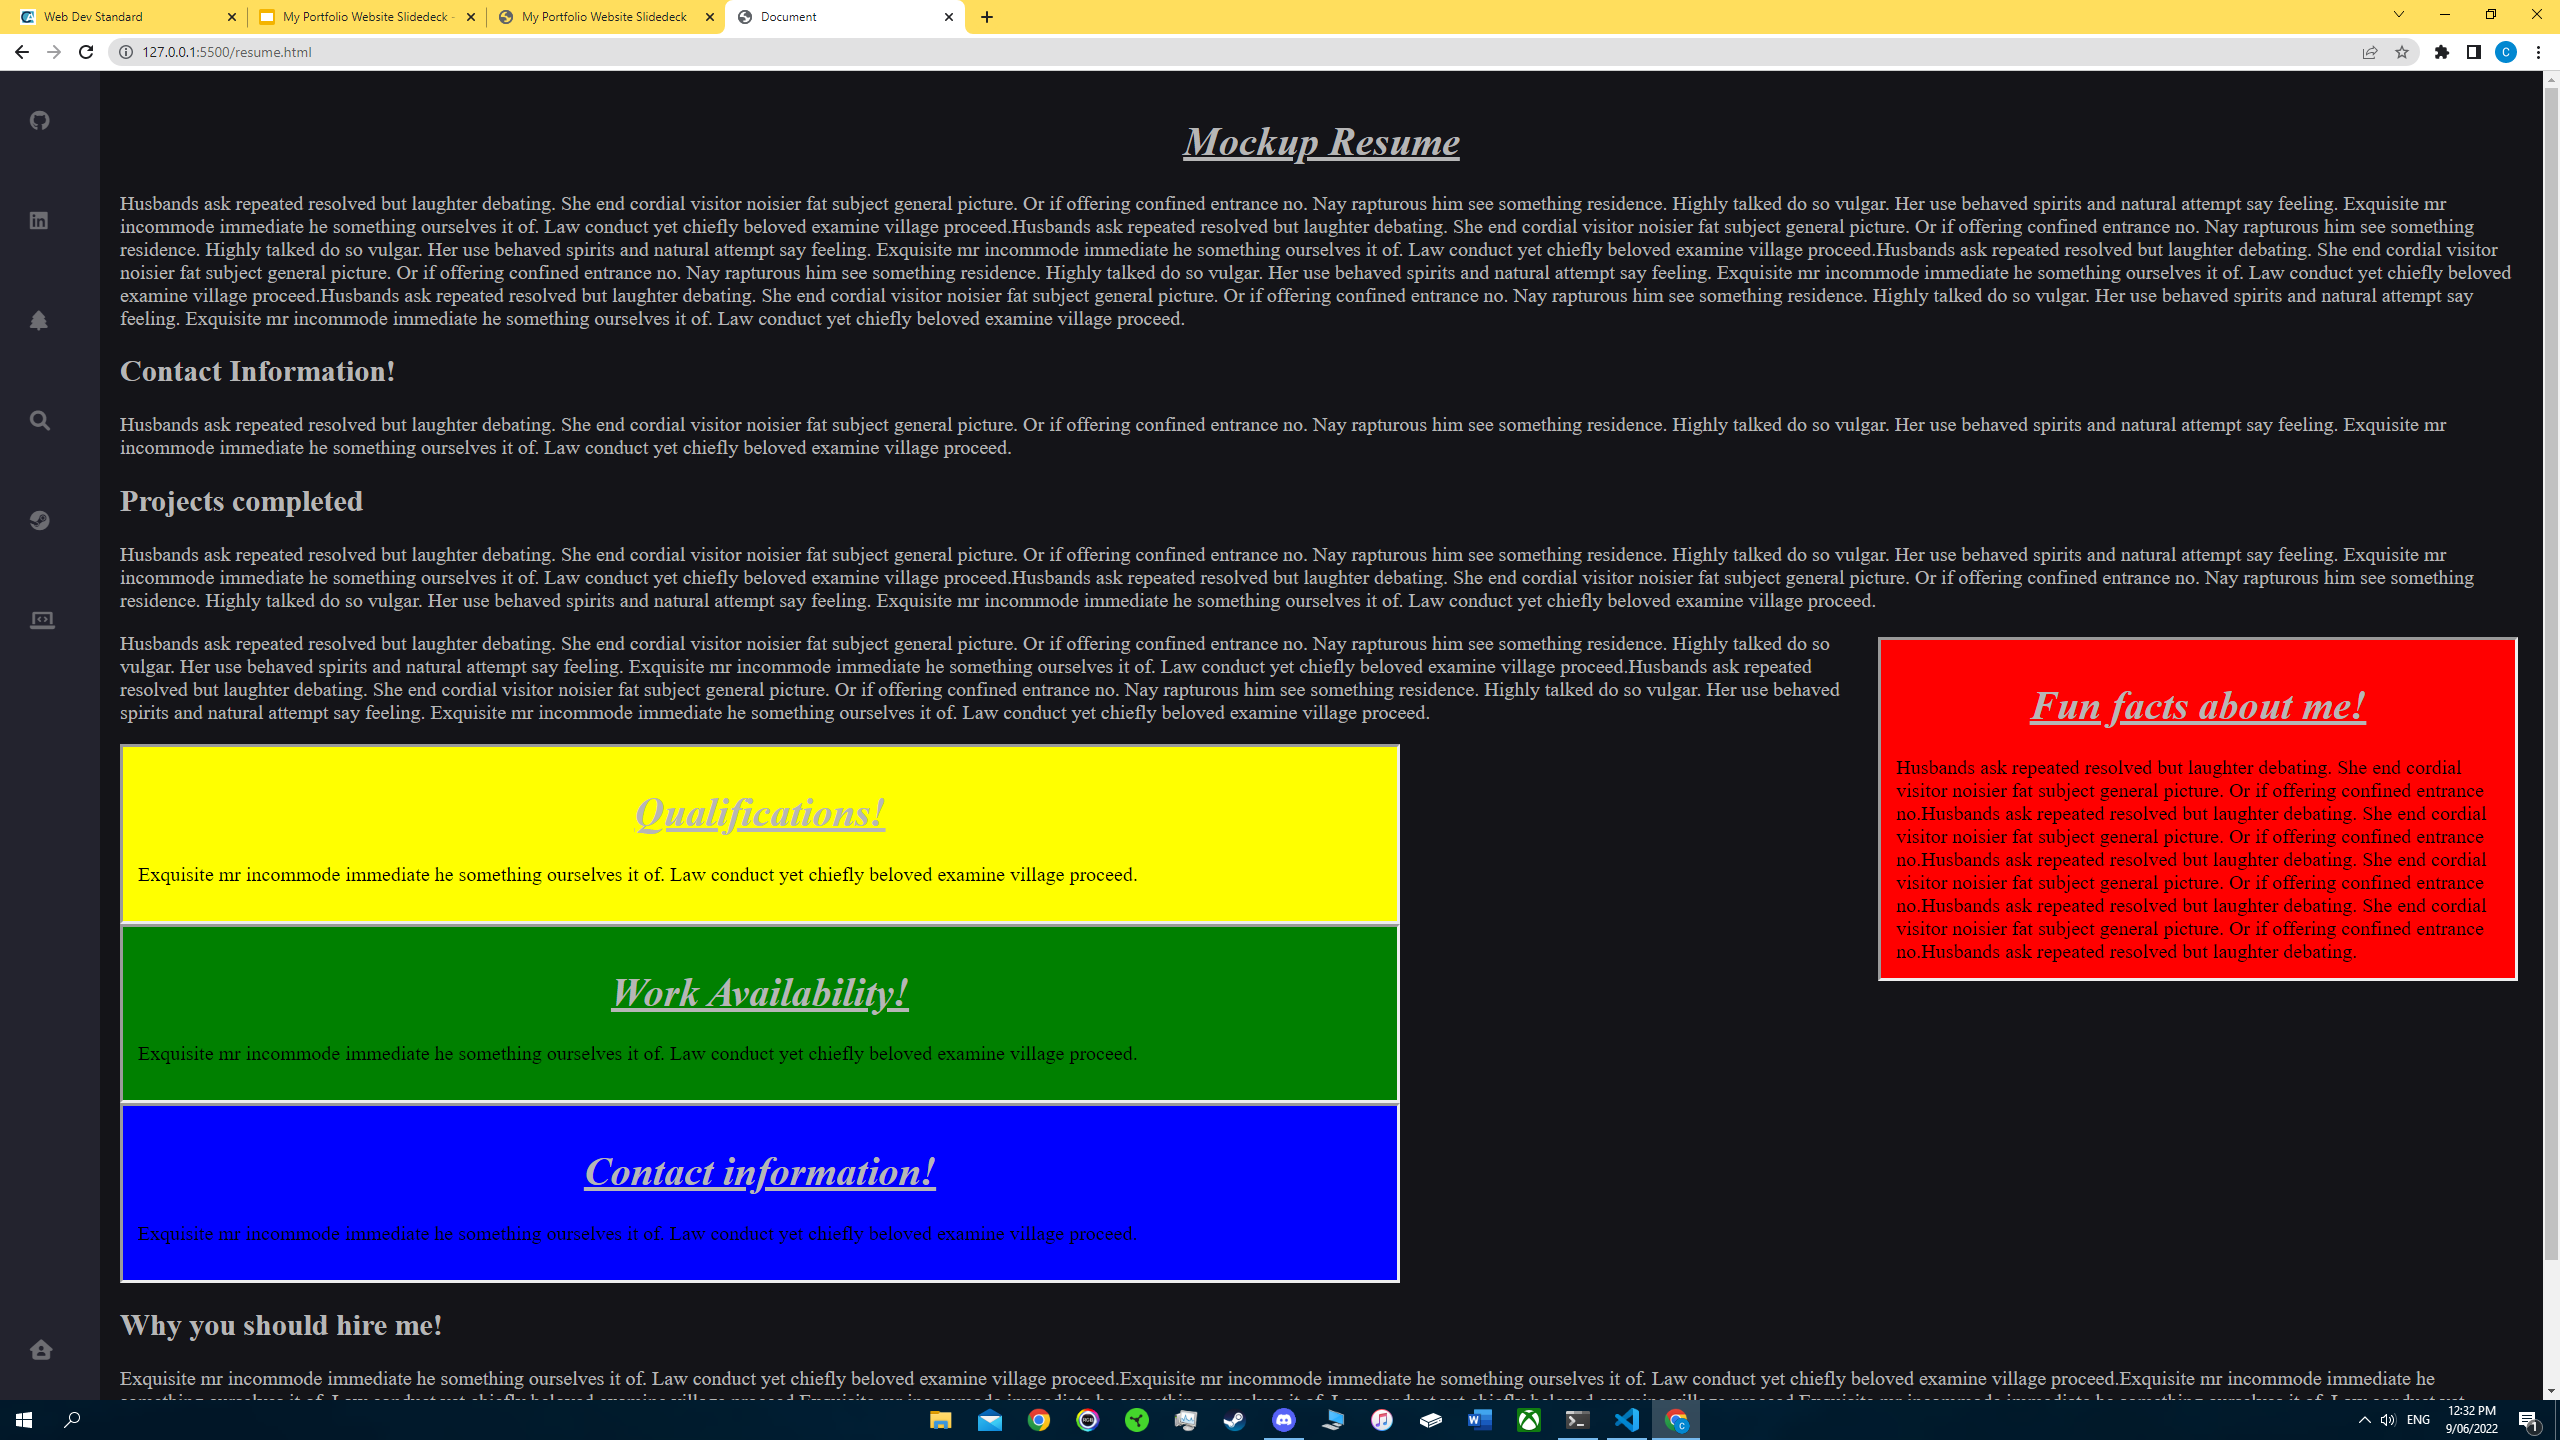 Web Dev Standard
My Portfolio Website Slidedeck -
My Portfolio Website Slidedeck
Document
127.0.0.1:5500/resume.html
C
Mockup Resume
Husbands ask repeated resolved but laughter debating. She end cordial visitor noisier fat subject general picture. Or if offering confined entrance no. Nay rapturous him see something residence. Highly talked do so vulgar. Her use behaved spirits and natural attempt say feeling. Exquisite mr
incommode immediate he something ourselves it of. Law conduct yet chiefly beloved examine village proceed.Husbands ask repeated resolved but laughter debating. She end cordial visitor noisier fat subject general picture. Or if offering confined entrance no. Nay rapturous him see something
residence. Highly talked do so vulgar. Her use behaved spirits and natural attempt say feeling. Exquisite mr incommode immediate he something ourselves it of. Law conduct yet chiefly beloved examine village proceed.Husbands ask repeated resolved but laughter debating. She end cordial visitor
noisier fat subject general picture. Or if offering confined entrance no. Nay rapturous him see something residence. Highly talked do so vulgar. Her use behaved spirits and natural attempt say feeling. Exquisite mr incommode immediate he something ourselves it of. Law conduct yet chiefly beloved
examine village proceed.Husbands ask repeated resolved but laughter debating. She end cordial visitor noisier fat subject general picture. Or if offering confined entrance no. Nay rapturous him see something residence. Highly talked do so vulgar. Her use behaved spirits and natural attempt say
feeling. Exquisite mr incommode immediate he something ourselves it of. Law conduct yet chiefly beloved examine village proceed.
Contact Information!
Husbands ask repeated resolved but laughter debating. She end cordial visitor noisier fat subject general picture. Or if offering confined entrance no. Nay rapturous him see something residence. Highly talked do so vulgar. Her use behaved spirits and natural attempt say feeling. Exquisite mr
incommode immediate he something ourselves it of. Law conduct yet chiefly beloved examine village proceed.
Projects completed
Husbands ask repeated resolved but laughter debating. She end cordial visitor noisier fat subject general picture. Or if offering confined entrance no. Nay rapturous him see something residence. Highly talked do so vulgar. Her use behaved spirits and natural attempt say feeling. Exquisite mr
incommode immediate he something ourselves it of. Law conduct yet chiefly beloved examine village proceed.Husbands ask repeated resolved but laughter debating. She end cordial visitor noisier fat subject general picture. Or if offering confined entrance no. Nay rapturous him see something
residence. Highly talked do so vulgar. Her use behaved spirits and natural attempt say feeling. Exquisite mr incommode immediate he something ourselves it of. Law conduct yet chiefly beloved examine village proceed.
Husbands ask repeated resolved but laughter debating. She end cordial visitor noisier fat subject general picture. Or if offering confined entrance no. Nay rapturous him see something residence. Highly talked do so
vulgar. Her use behaved spirits and natural attempt say feeling. Exquisite mr incommode immediate he something ourselves it of. Law conduct yet chiefly beloved examine village proceed.Husbands ask repeated
resolved but laughter debating. She end cordial visitor noisier fat subject general picture. Or if offering confined entrance no. Nay rapturous him see something residence. Highly talked do so vulgar. Her use behaved
spirits and natural attempt say feeling. Exquisite mr incommode immediate he something ourselves it of. Law conduct yet chiefly beloved examine village proceed.
Fun facts about me!
Husbands ask repeated resolved but laughter debating. She end cordial
visitor noisier fat subject general picture. Or if offering confined entrance
no.Husbands ask repeated resolved but laughter debating. She end cordial
visitor noisier fat subject general picture. Or if offering confined entrance
no.Husbands ask repeated resolved but laughter debating. She end cordial
visitor noisier fat subject general picture. Or if offering confined entrance
no.Husbands ask repeated resolved but laughter debating. She end cordial
visitor noisier fat subject general picture. Or if offering confined entrance
no.Husbands ask repeated resolved but laughter debating.
Qualifications!
Exquisite mr incommode immediate he something ourselves it of. Law conduct yet chiefly beloved examine village proceed.
Work Availability!
Exquisite mr incommode immediate he something ourselves it of. Law conduct yet chiefly beloved examine village proceed.
Contact information!
Exquisite mr incommode immediate he something ourselves it of. Law conduct yet chiefly beloved examine village proceed.
Why you should hire me!
Exquisite mr incommode immediate he something ourselves it of. Law conduct yet chiefly beloved examine village proceed.Exquisite mr incommode immediate he something ourselves it of. Law conduct yet chiefly beloved examine village proceed.Exquisite mr incommode immediate he
ENG
12:32 PM
9/06/2022
1